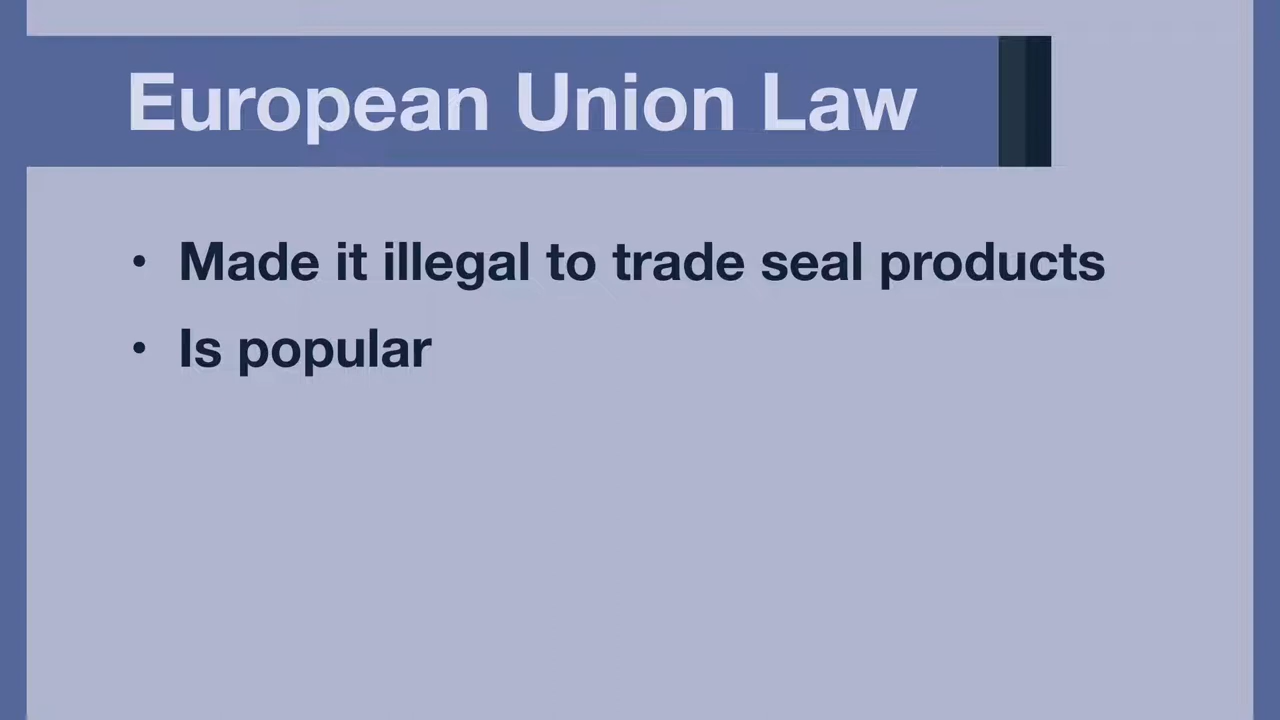 European Union Law
• Made it illegal to trade seal products
• Is popular